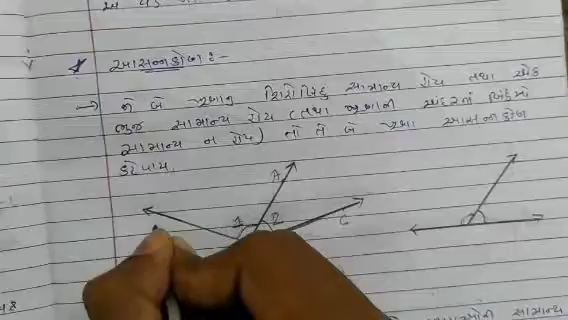 આસન્નકોણ :-
→ જે બે ખૂણાનું શિરોબિંદુ સામાન્ય હોય તથા એક
ભુજ સામાન્ય હોય (તથા ખૂણાની અંદરનાં બિંદુઓ
સામાન્ય ન હોય) તો તે બે ખૂણા આસન્નકોણ
કહેવાય.
A
1 2
C
સામાન્ય